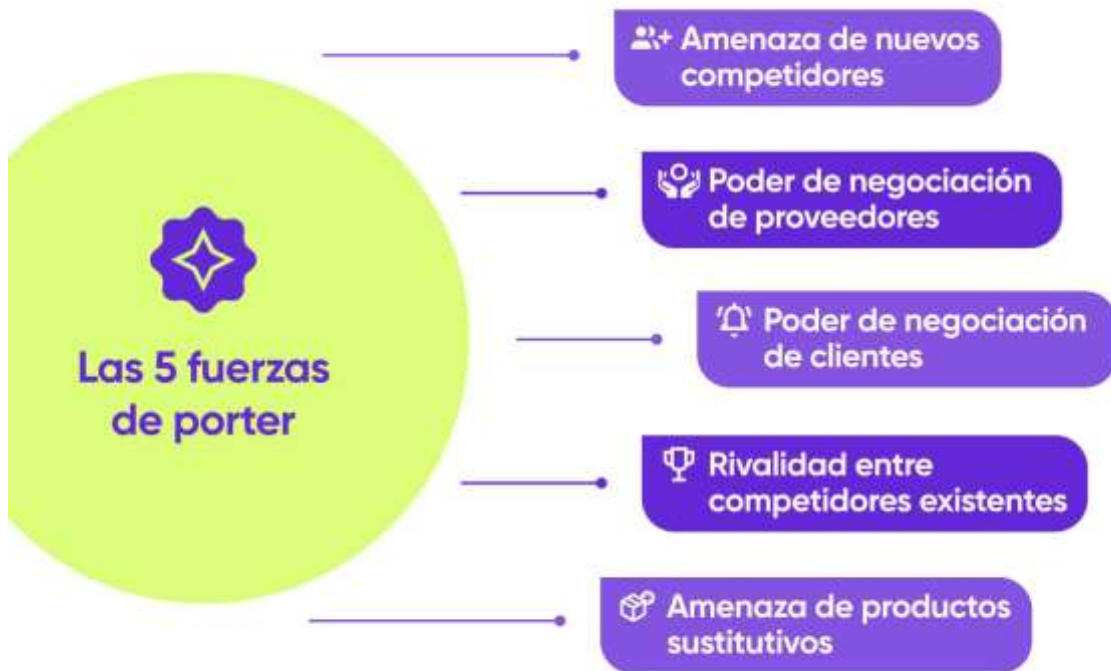 Amenaza de nuevos
competidores
Poder de negociación
de proveedores
Las 5 fuerzas
de porter
Poder de negociación
de clientes
Rivalidad entre
competidores existentes
Amenaza de productos
sustitutivos